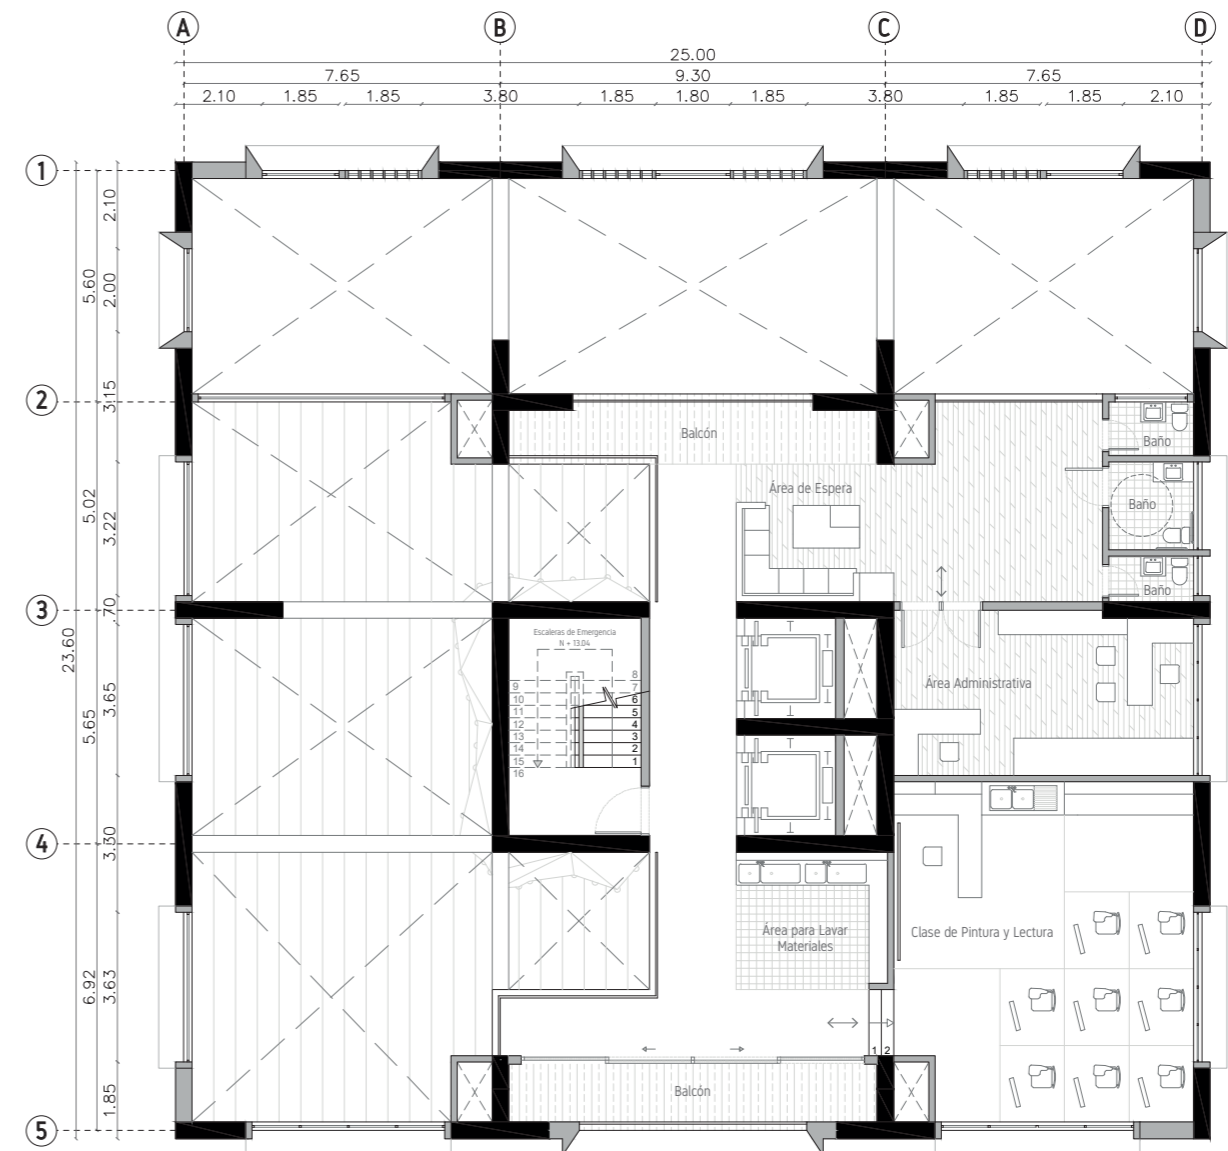 A B C D
25.00
7.65 9.30 7.65
2.10 1.85 1.85 3.80 1.85 1.80 1.85 3.80 1.85 1.85 2.10
1
2.10
5.60
2.00
3.15
2
Balcón
Baño
Área de Espera
Baño
5.02
3.22
Baño
3
.70
23.60
Escaleras de Emergencia
N + 13.04
8
9 7
10 6
11 5
12 4
13 3
14 2
15 1
16
Área Administrativa
5.65
3.65
4
3.30
Área para Lavar
Materiales
Clase de Pintura y Lectura
6.92
3.63
1 2
Balcón
1.85
5